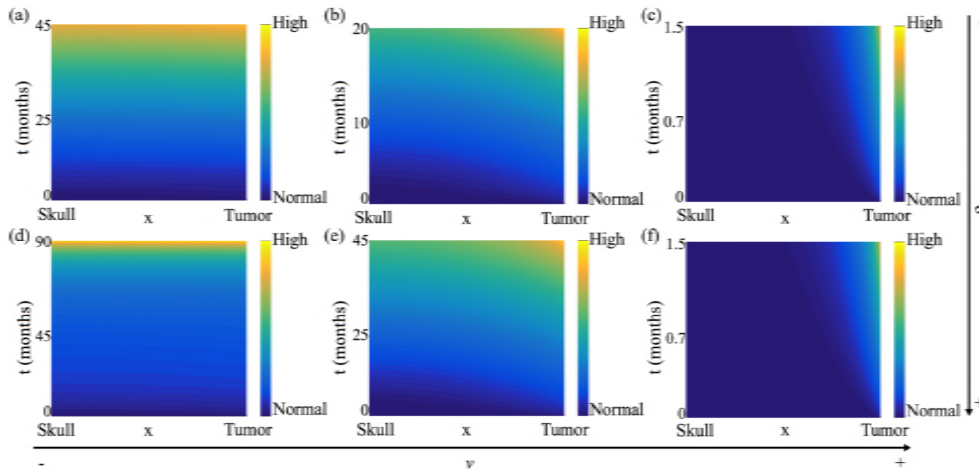 (a) 45 High
t (months)
25
0 Normal
Skull x Tumor
(b) 20 High
t (months)
10
0 Normal
Skull x Tumor
(c) 1.5 High
t (months)
0.7
0 Normal
Skull x Tumor
(d) 90 High
t (months)
45
0 Normal
Skull x Tumor
(e) 45 High
t (months)
25
0 Normal
Skull x Tumor
(f) 1.5 High
t (months)
0.7
0 Normal
Skull x Tumor
- ν +